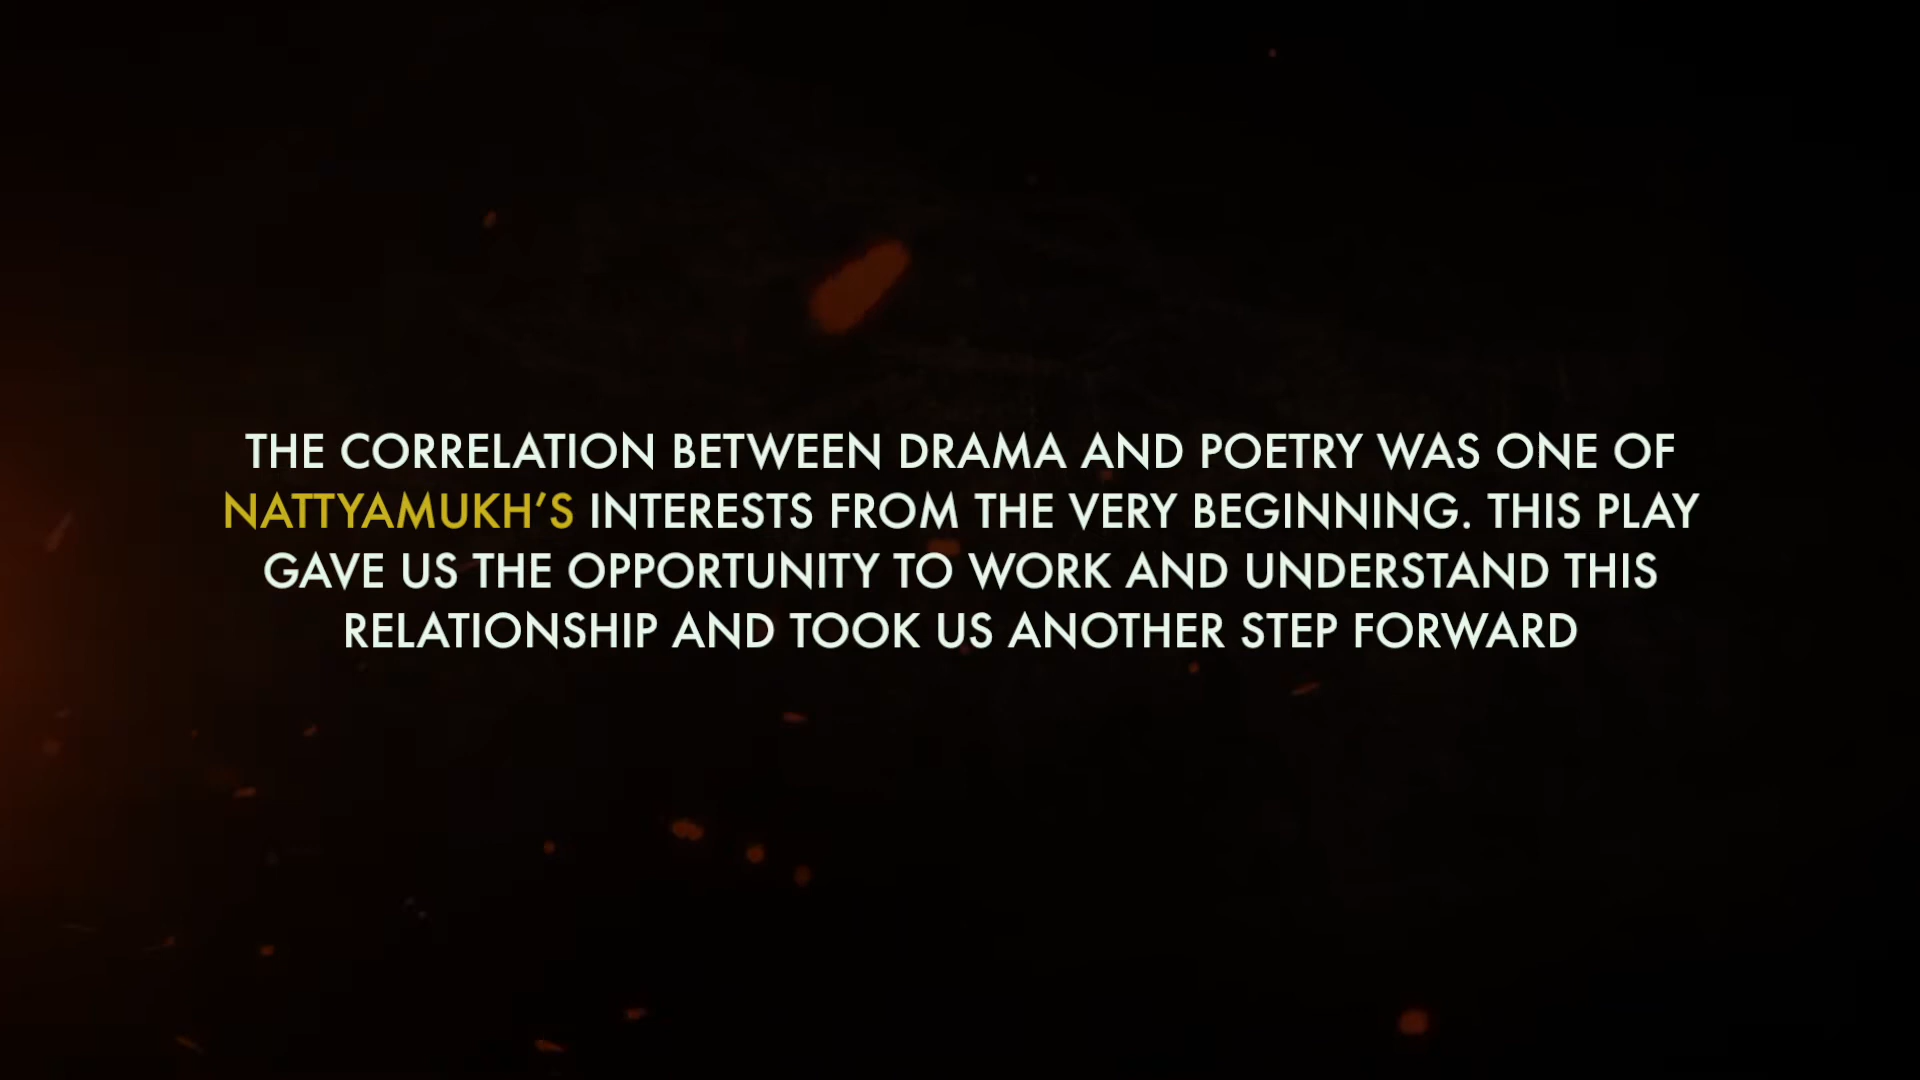 THE CORRELATION BETWEEN DRAMA AND POETRY WAS ONE OF
NATTYAMUKH’S INTERESTS FROM THE VERY BEGINNING. THIS PLAY
GAVE US THE OPPORTUNITY TO WORK AND UNDERSTAND THIS
RELATIONSHIP AND TOOK US ANOTHER STEP FORWARD